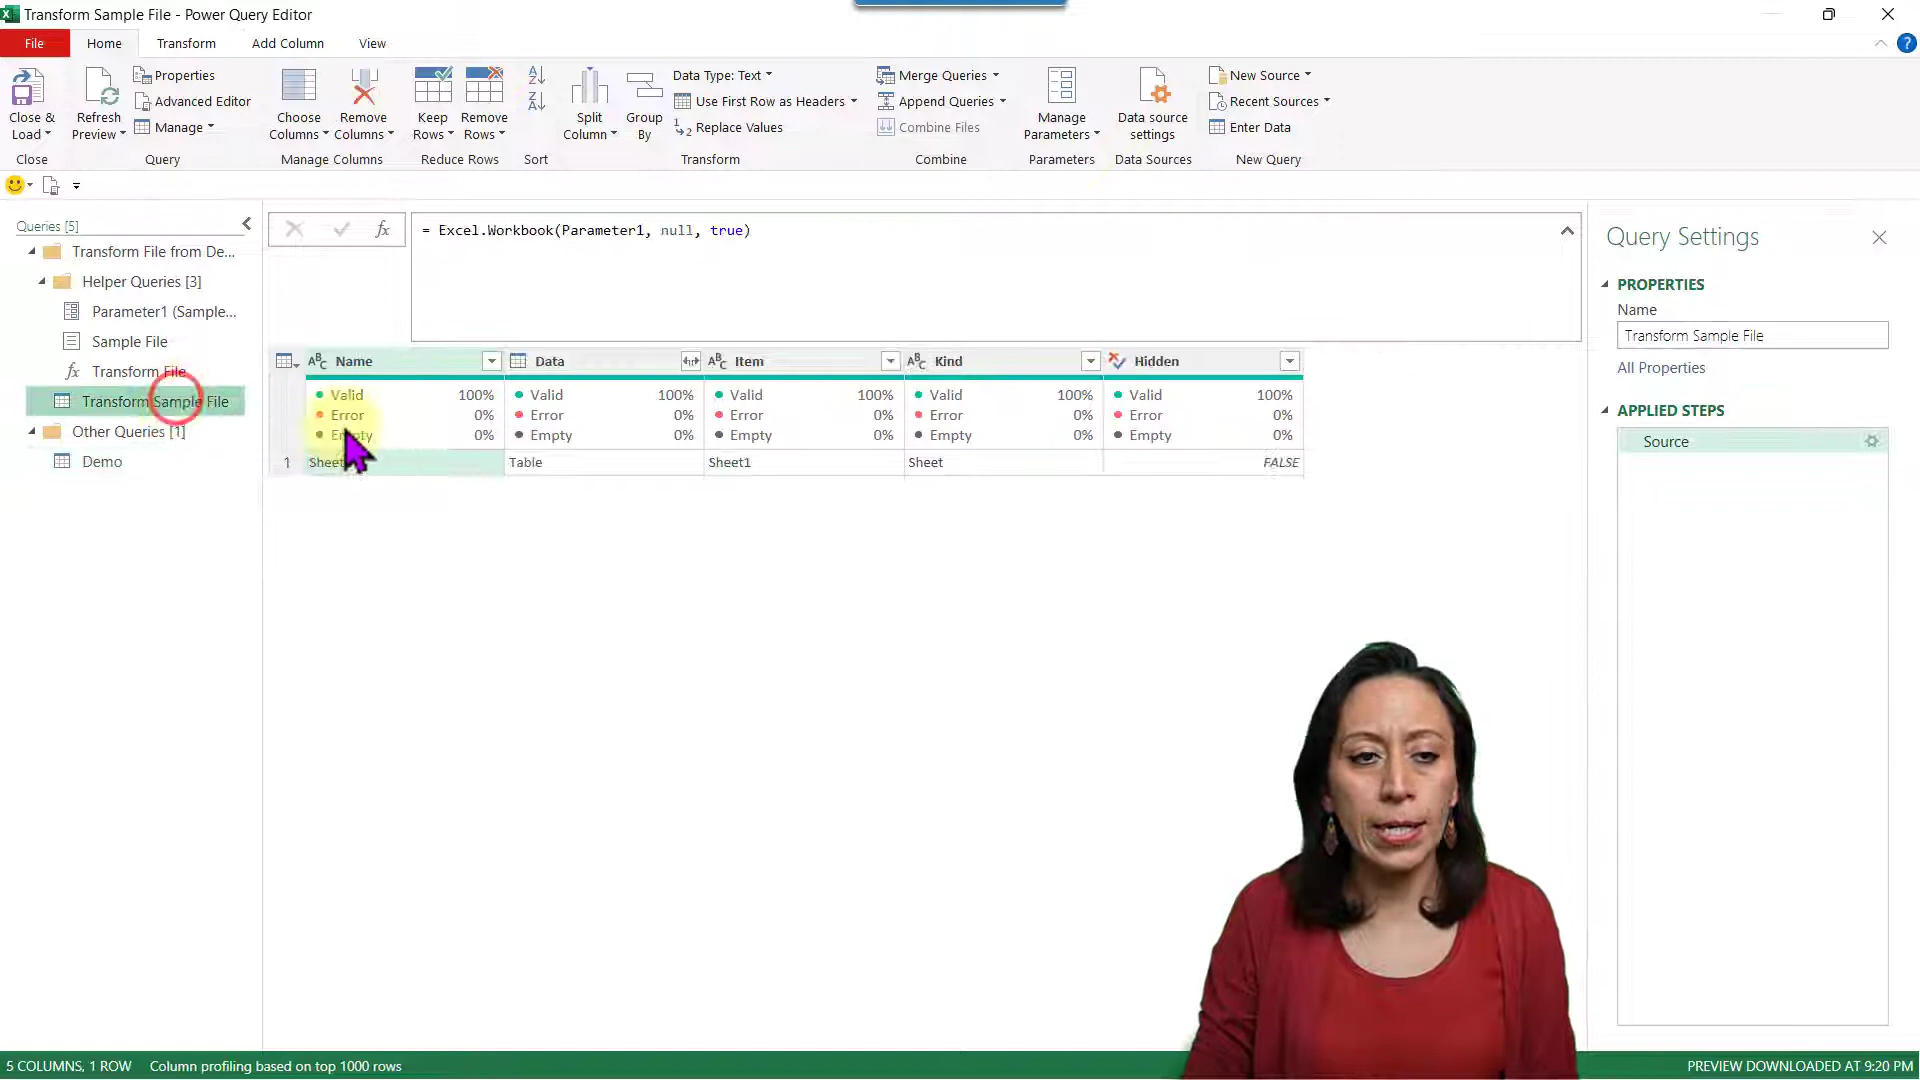 Transform Sample File - Power Query Editor
File
Home
Transform
Add Column
View
Close &
Load
Close
Refresh
Preview
Properties
Advanced Editor
Manage
Query
Choose
Columns
Remove
Columns
Manage Columns
Keep
Rows
Remove
Rows
Reduce Rows
Sort
Split
Column
Group
By
Data Type: Text
Use First Row as Headers
Replace Values
Transform
Merge Queries
Append Queries
Combine Files
Combine
Manage
Parameters
Parameters
Data source
settings
Data Sources
New Source
Recent Sources
Enter Data
New Query
Queries [5]
Transform File from De...
Helper Queries [3]
Parameter1 (Sample...
Sample File
fx Transform File
Transform Sample File
Other Queries [1]
Demo
fx
= Excel.Workbook(Parameter1, null, true)
Name Data Item Kind Hidden
Valid 100% Valid 100% Valid 100% Valid 100% Valid 100%
Error 0% Error 0% Error 0% Error 0% Error 0%
Empty 0% Empty 0% Empty 0% Empty 0% Empty 0%
1 Table Sheet1 Sheet FALSE
Query Settings
PROPERTIES
Name
Transform Sample File
All Properties
APPLIED STEPS
Source
5 COLUMNS, 1 ROW
Column profiling based on top 1000 rows
PREVIEW DOWNLOADED AT 9:20 PM